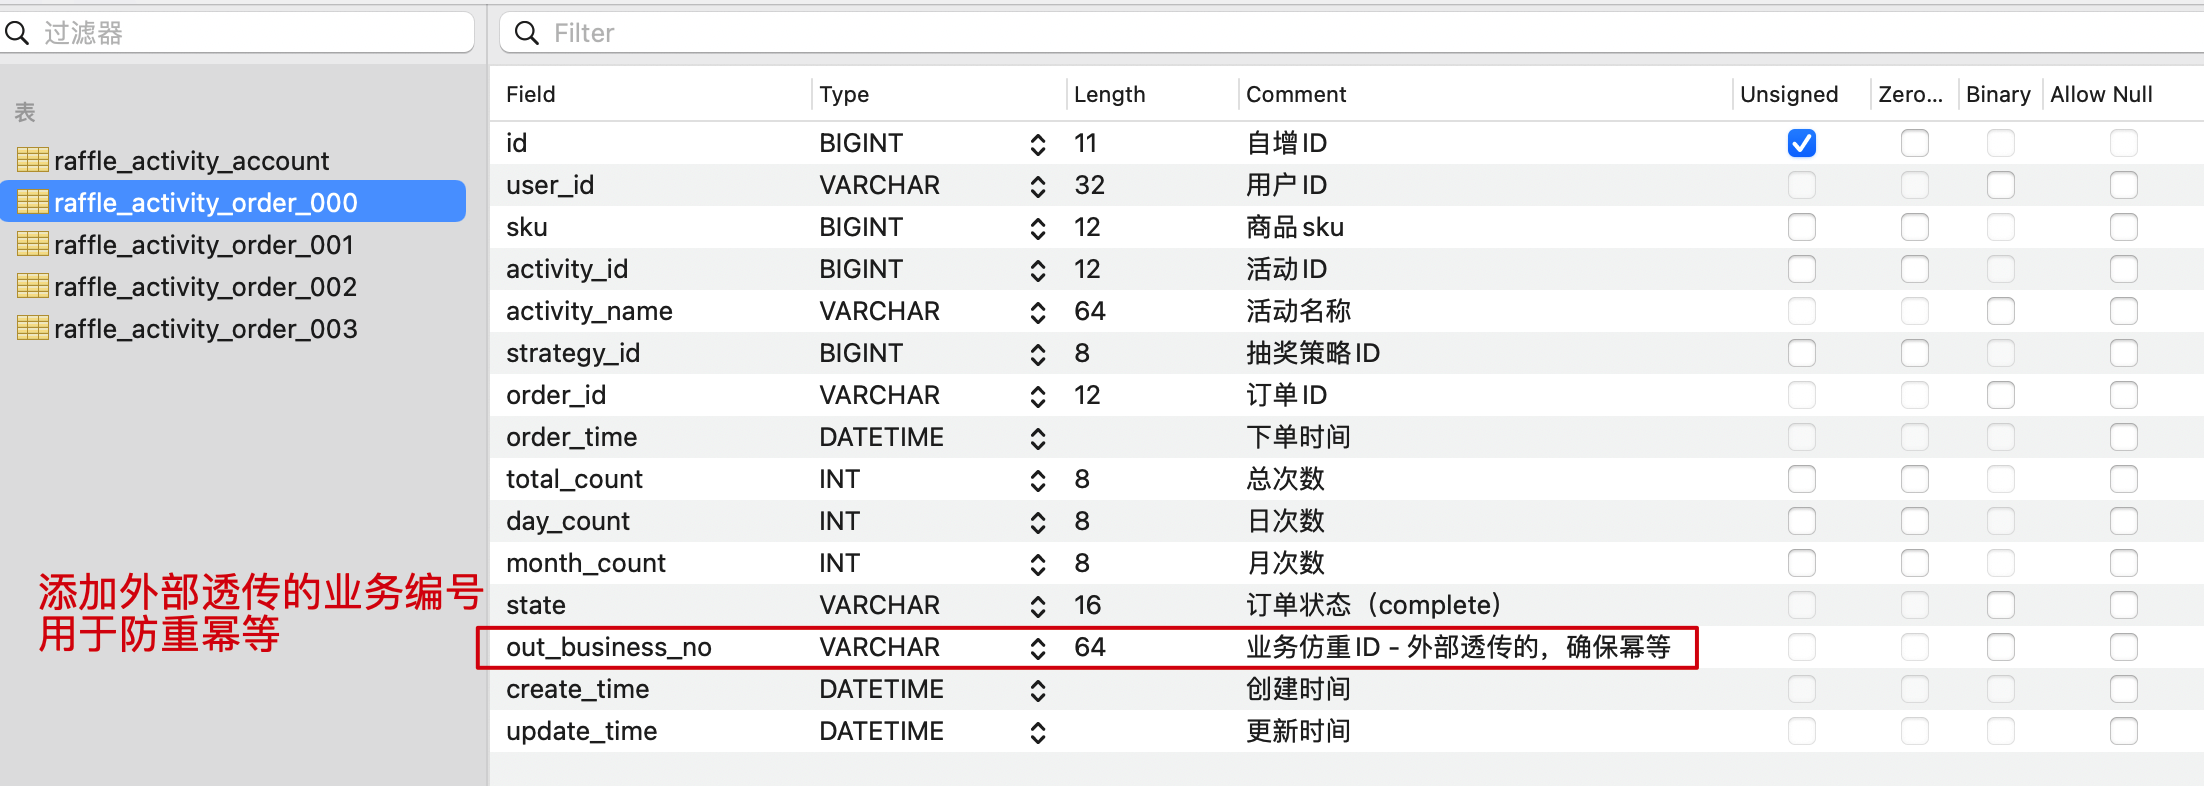 过滤器
Filter
表
raffle_activity_account
raffle_activity_order_000
raffle_activity_order_001
raffle_activity_order_002
raffle_activity_order_003
添加外部透传的业务编号
用于防重幂等
Field Type Length Comment Unsigned Zero... Binary Allow Null
id BIGINT 11 自增ID
user_id VARCHAR 32 用户ID
sku BIGINT 12 商品sku
activity_id BIGINT 12 活动ID
activity_name VARCHAR 64 活动名称
strategy_id BIGINT 8 抽奖策略ID
order_id VARCHAR 12 订单ID
order_time DATETIME 下单时间
total_count INT 8 总次数
day_count INT 8 日次数
month_count INT 8 月次数
state VARCHAR 16 订单状态（complete）
out_business_no VARCHAR 64 业务仿重ID - 外部透传的，确保幂等
create_time DATETIME 创建时间
update_time DATETIME 更新时间